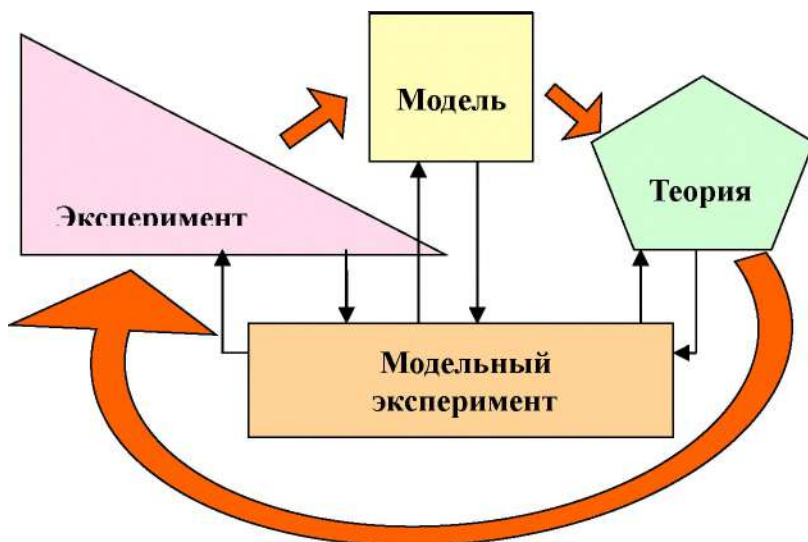 Модель
Эксперимент
Теория
Модельный
эксперимент